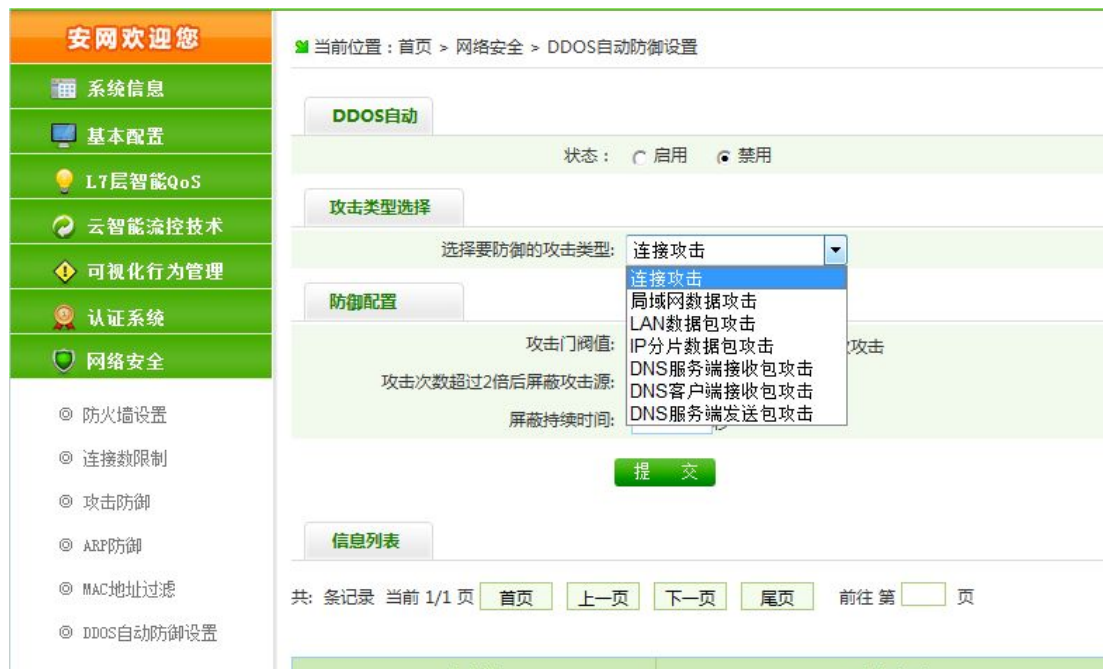 安网欢迎您
系统信息
基本配置
L7层智能QoS
云智能流控技术
可视化行为管理
认证系统
网络安全
◎ 防火墙设置
◎ 连接数限制
◎ 攻击防御
◎ ARP防御
◎ MAC地址过滤
◎ DDOS自动防御设置
当前位置：首页 > 网络安全 > DDOS自动防御设置
DDOS自动
状态： 启用 禁用
攻击类型选择
选择要防御的攻击类型: 连接攻击
连接攻击
局域网数据攻击
LAN数据包攻击
IP分片数据包攻击
DNS服务端接收包攻击
DNS客户端接收包攻击
DNS服务端发送包攻击
防御配置
攻击门阀值: 攻击
攻击次数超过2倍后屏蔽攻击源:
屏蔽持续时间:
提 交
信息列表
共: 条记录 当前 1/1 页 首页 上一页 下一页 尾页 前往 第 页